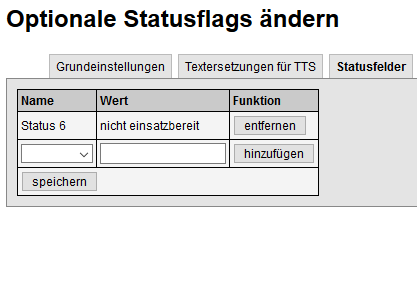 Optionale Statusflags ändern
Grundeinstellungen Textersetzungen für TTS Statusfelder
Name Wert Funktion
Status 6 nicht einsatzbereit entfernen
hinzufügen
speichern